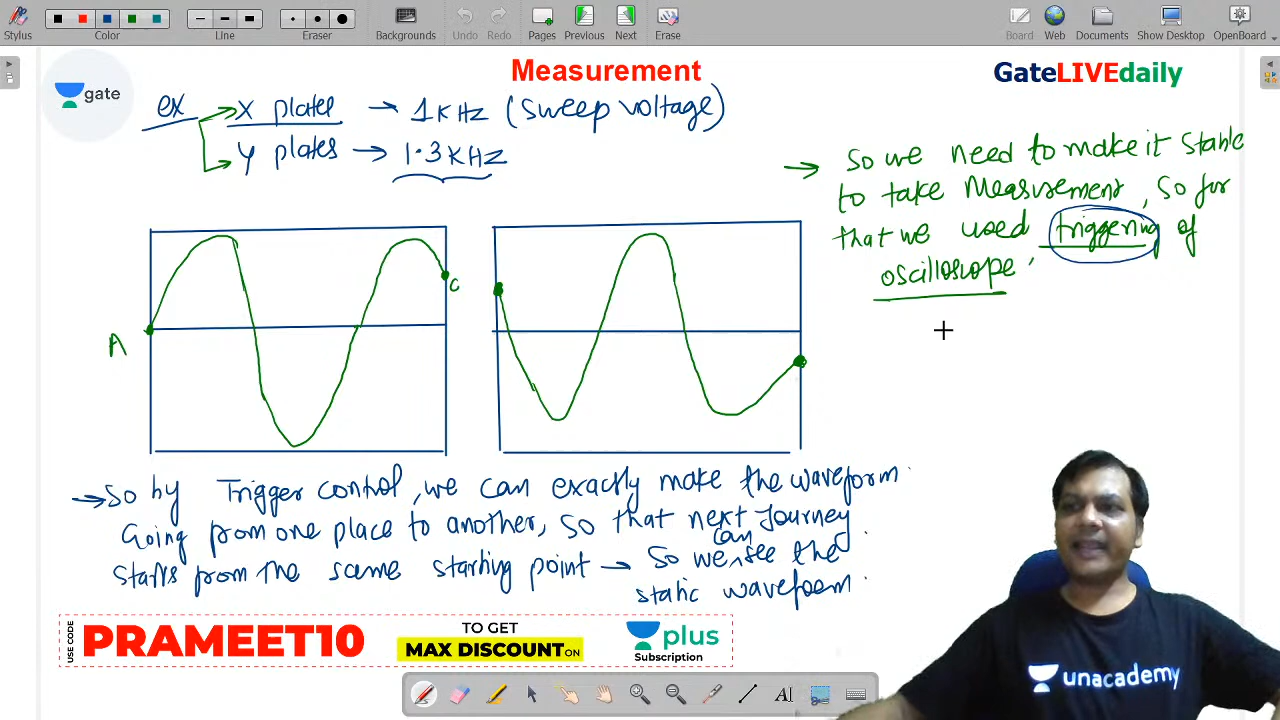 Stylus
Color
Line
Eraser
Backgrounds
Undo
Redo
Pages
Previous
Next
Erase
Board
Web
Documents
Show Desktop
OpenBoard
gate
Measurement
GateLIVEdaily
ex
X plates → 1KHZ (Sweep voltage)
Y plates → 1.3KHZ
→ So we need to make it stable
to take Measurement, So for
that we used triggering of
oscilloscope.
A
C
→ So by Trigger control, we can exactly make the waveform
Going from one place to another, so that next Journey
starts from the same starting point → So we can see the
static waveform.
USE CODE
PRAMEET10
TO GET
MAX DISCOUNT ON
plus
Subscription
unacademy